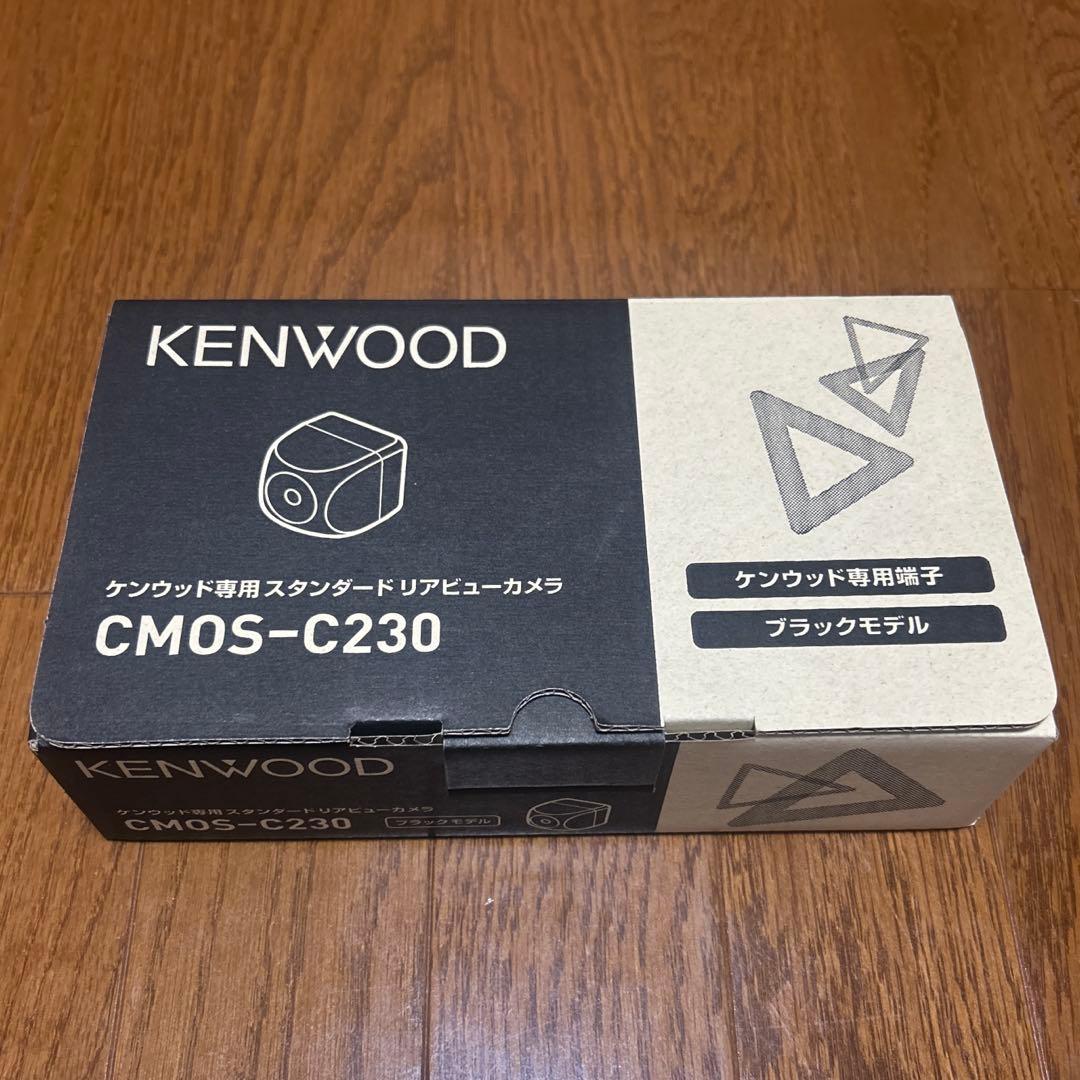 KENWOOD
ケンウッド専用 スタンダード リアビューカメラ
CMOS-C230
ケンウッド専用端子
ブラックモデル
KENWOOD
ケンウッド専用 スタンダード リアビューカメラ
CMOS-C230 ブラックモデル